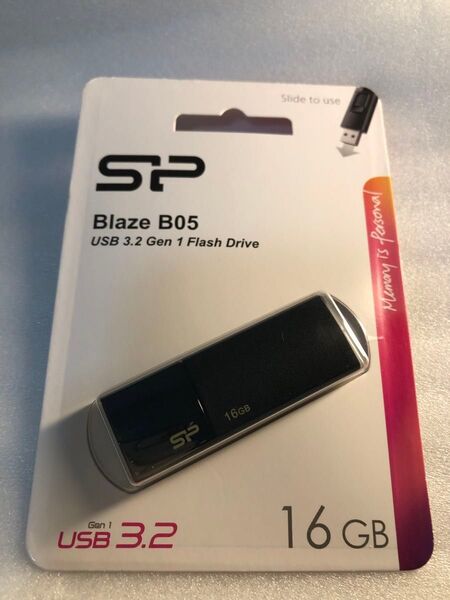 Slide to use
SP
Blaze B05
USB 3.2 Gen 1 Flash Drive
Memory is Personal
SP
16GB
Gen 1
USB 3.2
16 GB